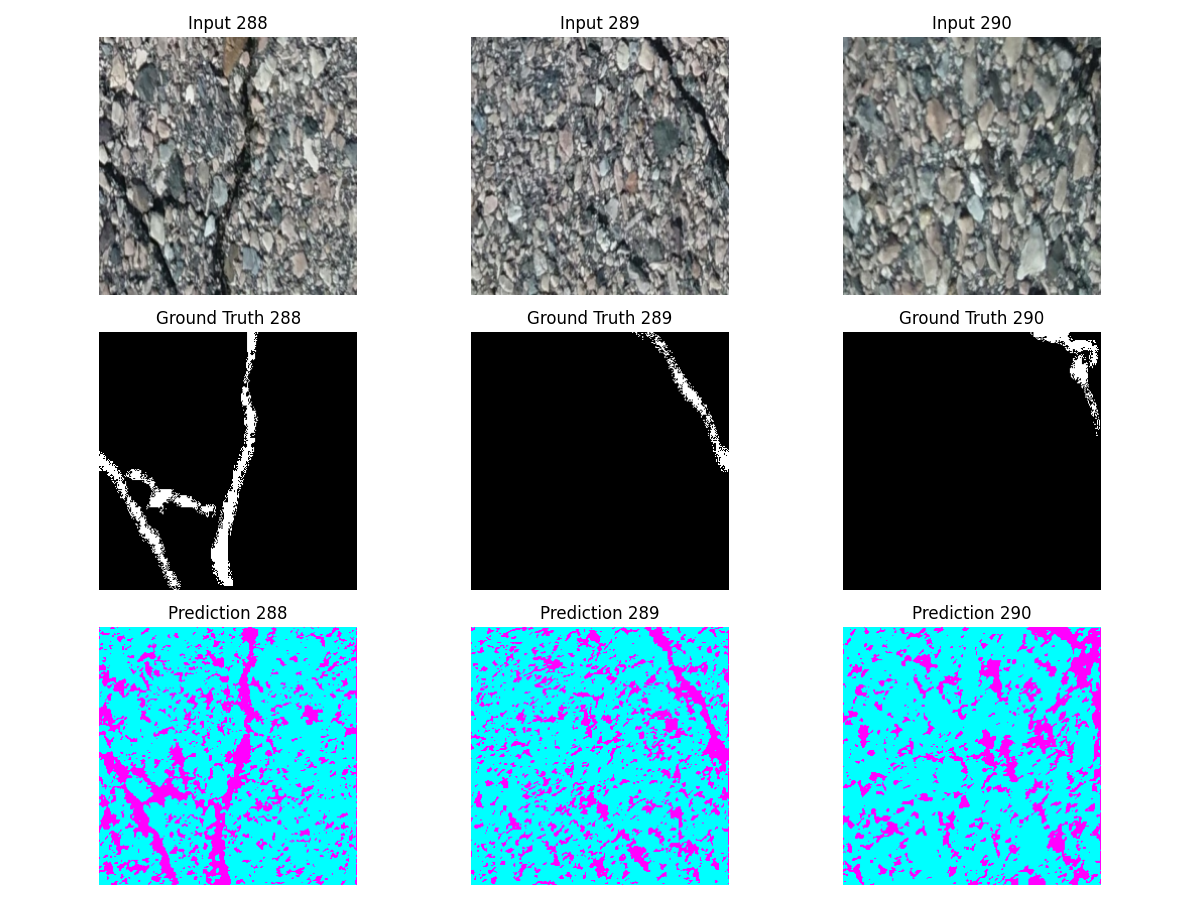 Input 288
Input 289
Input 290
Ground Truth 288
Ground Truth 289
Ground Truth 290
Prediction 288
Prediction 289
Prediction 290